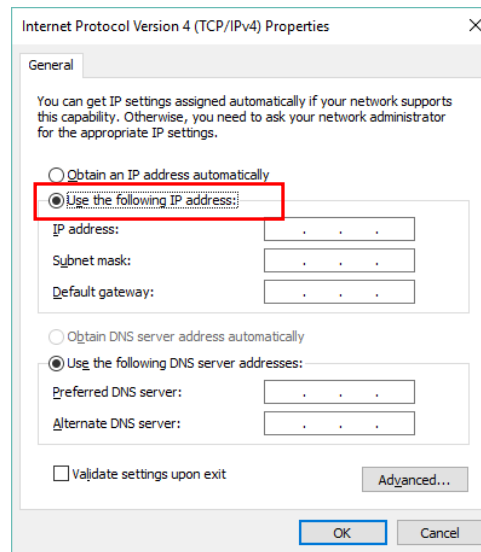 Internet Protocol Version 4 (TCP/IPv4) Properties
General
You can get IP settings assigned automatically if your network supports
this capability. Otherwise, you need to ask your network administrator
for the appropriate IP settings.
Obtain an IP address automatically
Use the following IP address:
IP address:
Subnet mask:
Default gateway:
Obtain DNS server address automatically
Use the following DNS server addresses:
Preferred DNS server:
Alternate DNS server:
Validate settings upon exit
Advanced...
OK Cancel